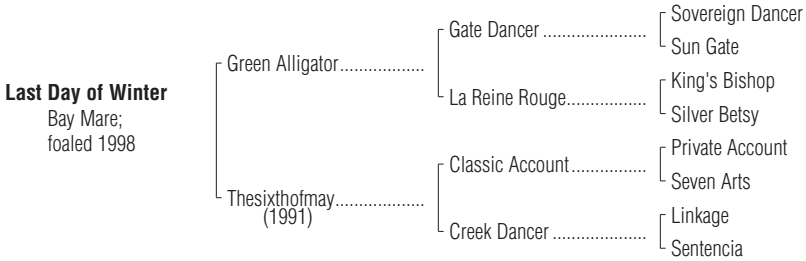 Last Day of Winter
Bay Mare;
foaled 1998
Green Alligator..................
Thesixthofmay...................
(1991)
Gate Dancer ......................
La Reine Rouge.................
Classic Account................
Creek Dancer ....................
Sovereign Dancer
Sun Gate
King's Bishop
Silver Betsy
Private Account
Seven Arts
Linkage
Sentencia